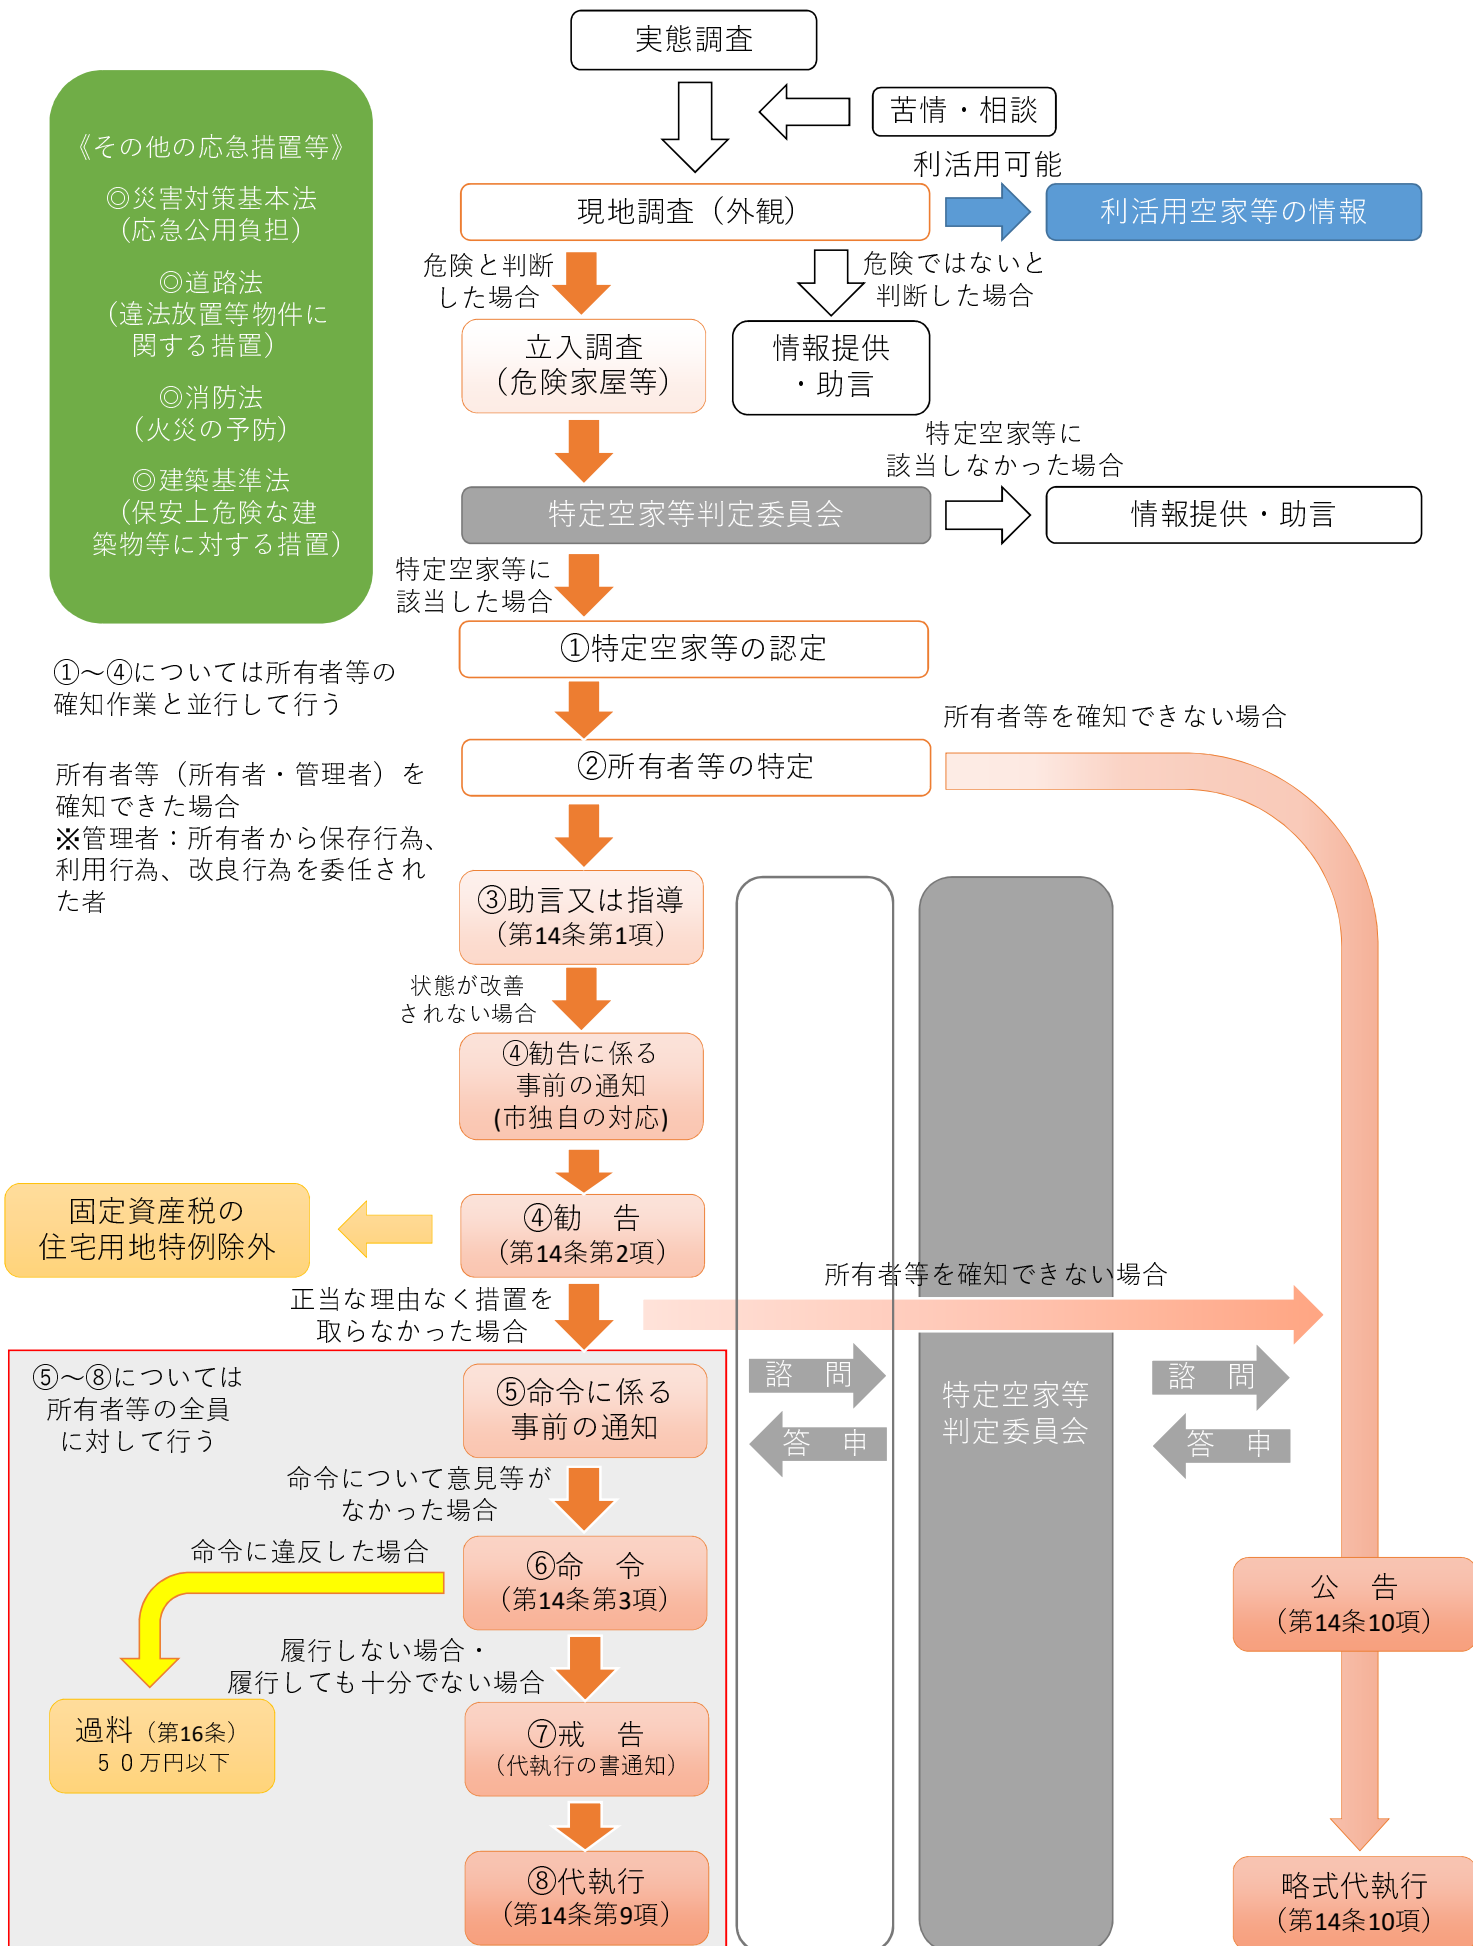 実態調査
苦情・相談
《その他の応急措置等》
◎災害対策基本法
（応急公用負担）
◎道路法
（違法放置等物件に
関する措置）
◎消防法
（火災の予防）
◎建築基準法
（保安上危険な建
築物等に対する措置）
利活用可能
現地調査（外観）
利活用空家等の情報
危険と判断
した場合
危険ではないと
判断した場合
立入調査
（危険家屋等）
情報提供
・助言
特定空家等に
該当しなかった場合
特定空家等判定委員会
情報提供・助言
特定空家等に
該当した場合
①特定空家等の認定
①～④については所有者等の
確知作業と並行して行う
所有者等を確知できない場合
②所有者等の特定
所有者等（所有者・管理者）を
確知できた場合
※管理者：所有者から保存行為、
利用行為、改良行為を委任され
た者
③助言又は指導
（第14条第1項）
状態が改善
されない場合
④勧告に係る
事前の通知
(市独自の対応)
固定資産税の
住宅用地特例除外
④勧　告
（第14条第2項）
所有者等を確知できない場合
正当な理由なく措置を
取らなかった場合
⑤～⑧については
所有者等の全員
に対して行う
⑤命令に係る
事前の通知
諮　問
答　申
特定空家等
判定委員会
諮　問
答　申
命令について意見等が
なかった場合
命令に違反した場合
⑥命　令
（第14条第3項）
公　告
（第14条10項）
履行しない場合・
履行しても十分でない場合
過料（第16条）
５０万円以下
⑦戒　告
（代執行の書通知）
⑧代執行
（第14条第9項）
略式代執行
（第14条10項）